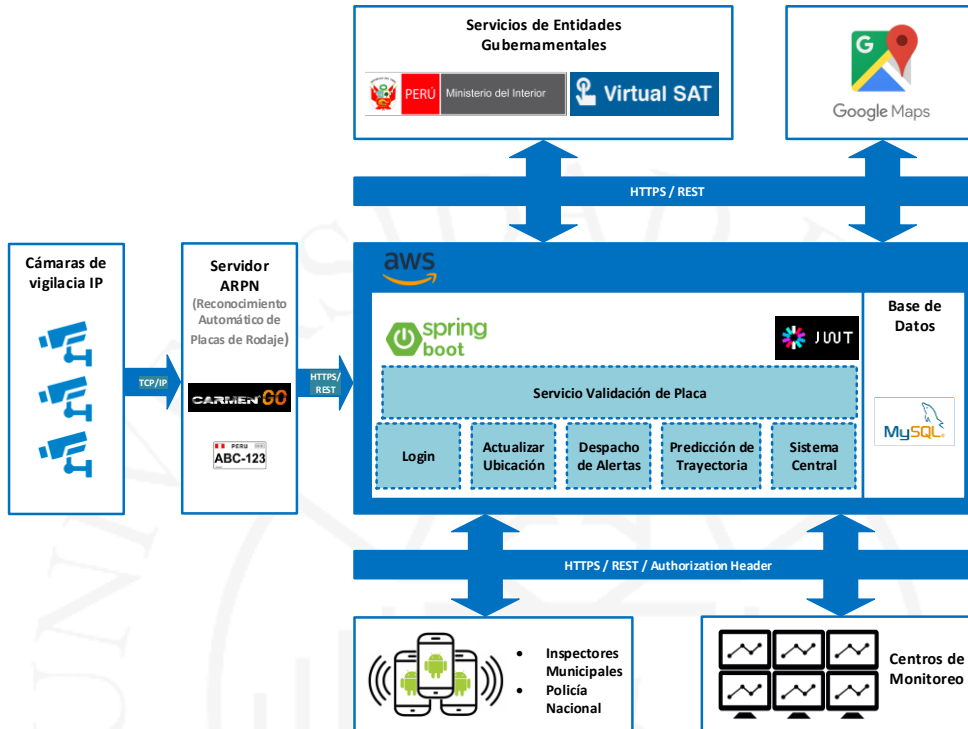 Servicios de Entidades
Gubernamentales
PERÚ
Ministerio del Interior
Virtual SAT
G
Google Maps
HTTPS / REST
Cámaras de
vigilacia IP
TCP/IP
Servidor
ARPN
(Reconocimiento
Automático de
Placas de Rodaje)
CARMEN GO
PERU
ABC-123
HTTPS/
REST
aws
spring
boot
JWT
Servicio Validación de Placa
Login
Actualizar
Ubicación
Despacho
de Alertas
Predicción de
Trayectoria
Sistema
Central
Base de
Datos
MySQL
HTTPS / REST / Authorization Header
• Inspectores
Municipales
• Policía
Nacional
Centros de
Monitoreo